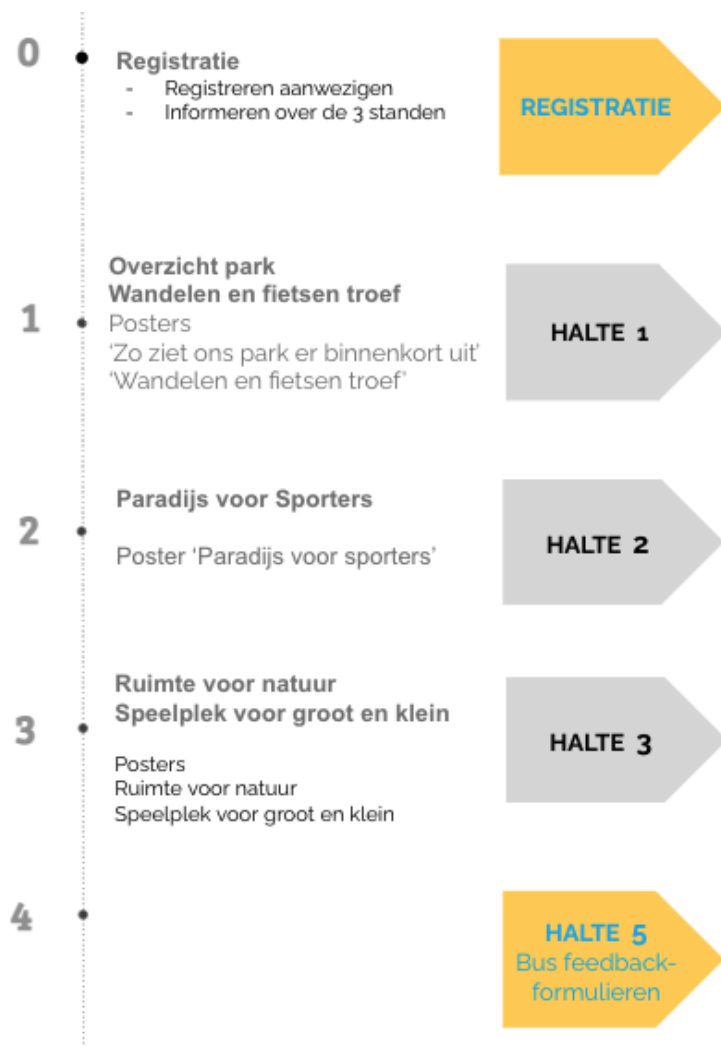 0
Registratie
- Registreren aanwezigen
- Informeren over de 3 standen
REGISTRATIE
1
Overzicht park
Wandelen en fietsen troef
Posters
‘Zo ziet ons park er binnenkort uit’
‘Wandelen en fietsen troef’
HALTE 1
2
Paradijs voor Sporters
Poster ‘Paradijs voor sporters’
HALTE 2
3
Ruimte voor natuur
Speelplek voor groot en klein
Posters
Ruimte voor natuur
Speelplek voor groot en klein
HALTE 3
4
HALTE 5
Bus feedback-
formulieren